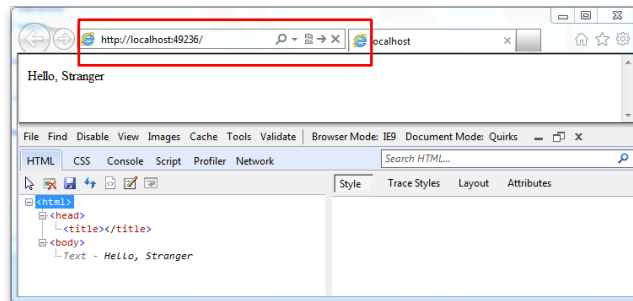 http://localhost:49236/
ocalhost
Hello, Stranger
File Find Disable View Images Cache Tools Validate Browser Mode: IE9 Document Mode: Quirks
HTML CSS Console Script Profiler Network Search HTML...
Style Trace Styles Layout Attributes
<html>
<head>
<title></title>
<body>
Text - Hello, Stranger